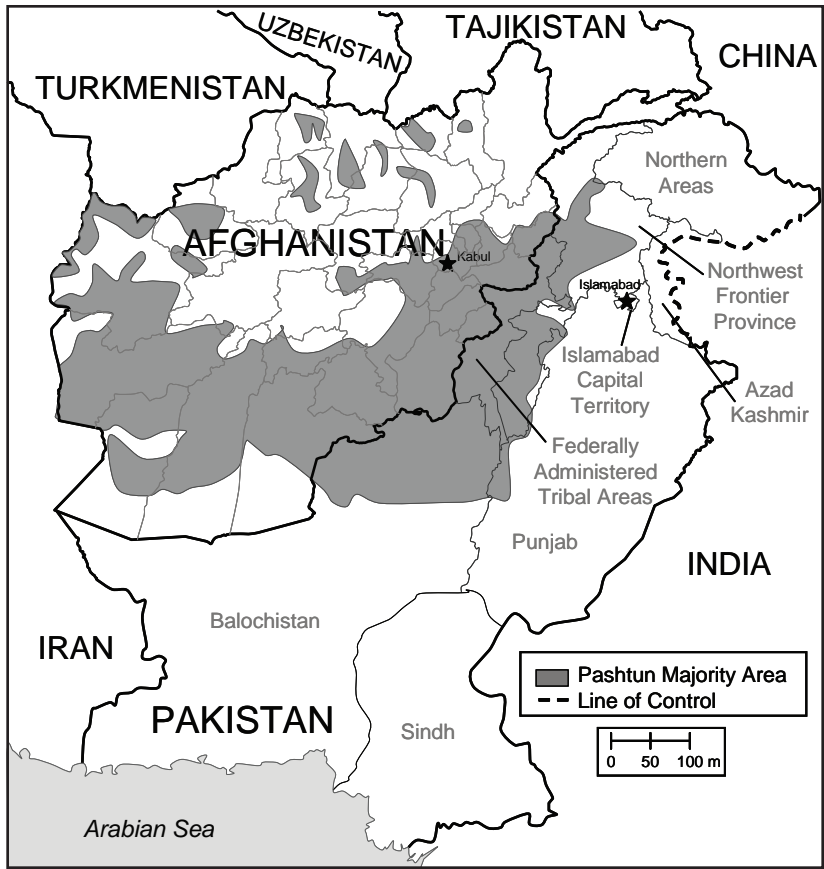 UZBEKISTAN
TAJIKISTAN
CHINA
TURKMENISTAN
Northern
Areas
AFGHANISTAN
Kabul
Northwest
Frontier
Province
Islamabad
Islamabad
Capital
Territory
Azad
Kashmir
Federally
Administered
Tribal Areas
Punjab
INDIA
Balochistan
IRAN
PAKISTAN
Sindh
Pashtun Majority Area
Line of Control
0 50 100 m
Arabian Sea